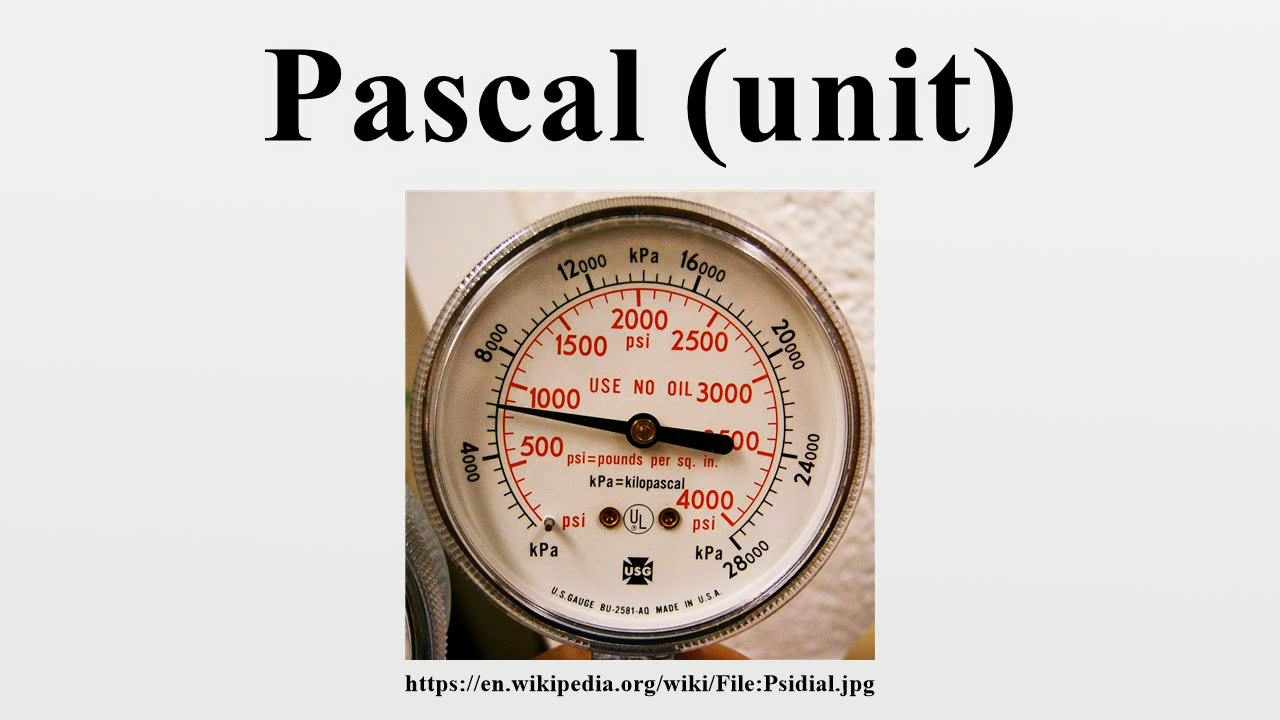 Pascal (unit)
kPa
12000
16000
8000
20000
2000
psi
1500
2500
USE NO OIL
1000
3000
500
4000
24000
psi=pounds per sq. in.
kPa=kilopascal
4000
psi
UL
psi
kPa
kPa
28000
USG
U.S.GAUGE BU-2581-AQ MADE IN U.S.A.
https://en.wikipedia.org/wiki/File:Psidial.jpg